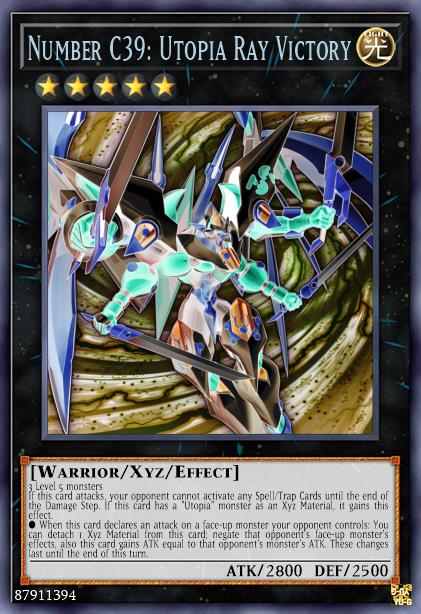 NUMBER C39: UTOPIA RAY VICTORY
LIGHT
光
39
[WARRIOR/XYZ/EFFECT]
3 Level 5 monsters
If this card attacks, your opponent cannot activate any Spell/Trap Cards until the end of
the Damage Step. If this card has a "Utopia" monster as an Xyz Material, it gains this
effect.
● When this card declares an attack on a face-up monster your opponent controls: You
can detach 1 Xyz Material from this card; negate that opponent's face-up monster's
effects, also this card gains ATK equal to that opponent's monster's ATK. These changes
last until the end of this turn.
ATK/2800 DEF/2500
87911394